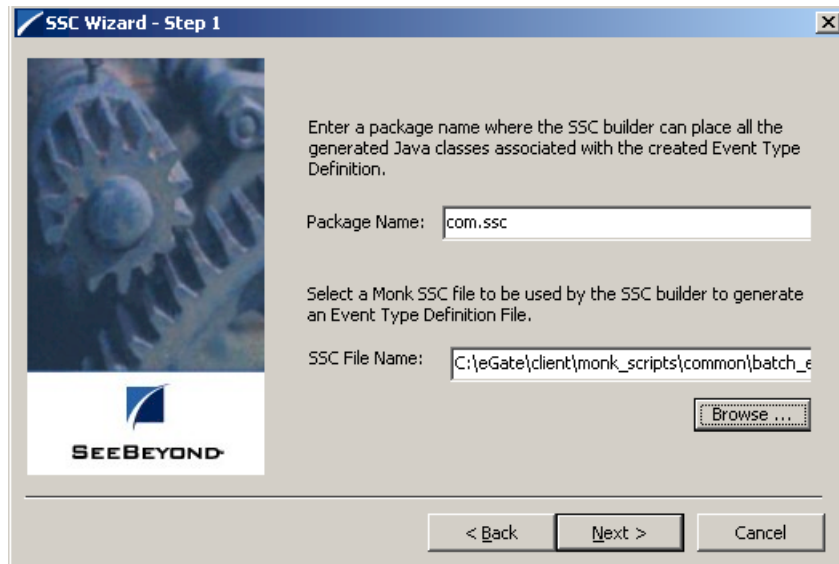 SSC Wizard - Step 1
Enter a package name where the SSC builder can place all the
generated Java classes associated with the created Event Type
Definition.
Package Name: com.ssc
Select a Monk SSC file to be used by the SSC builder to generate
an Event Type Definition File.
SSC File Name: C:\eGate\client\monk_scripts\common\batch_e
Browse ...
SEEBEYOND
< Back Next > Cancel